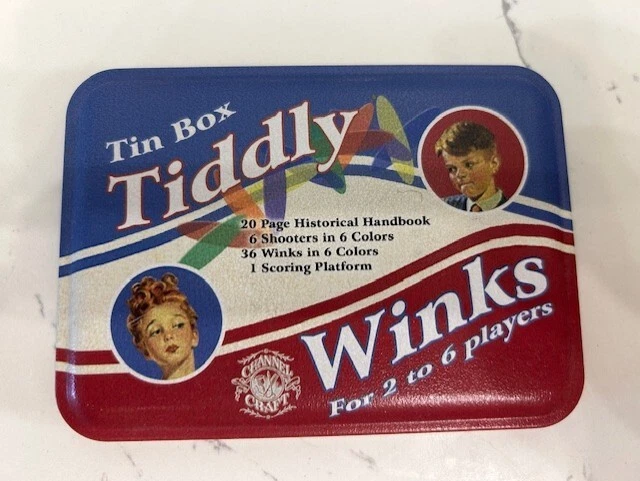 Tin Box
Tiddly
20 Page Historical Handbook
6 Shooters in 6 Colors
36 Winks in 6 Colors
1 Scoring Platform
Winks
For 2 to 6 players
CHANNEL
CRAFT